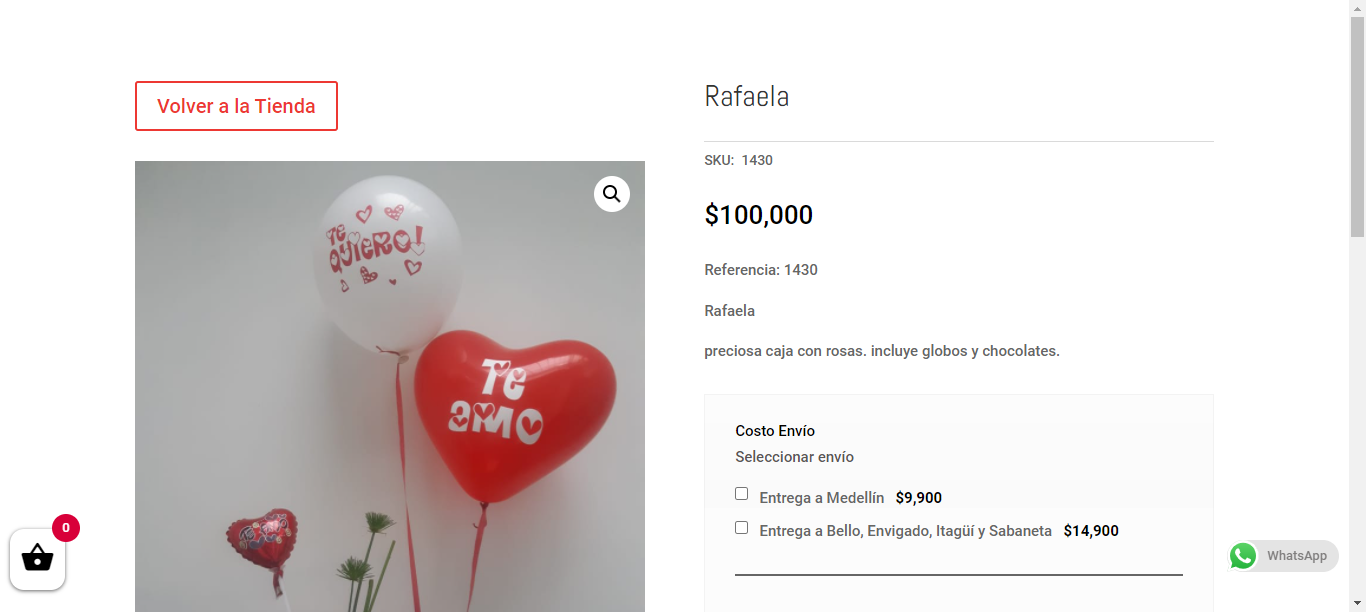 Volver a la Tienda
TE
QUIERO!
TE
AMO
0
Rafaela
SKU: 1430
$100,000
Referencia: 1430
Rafaela
preciosa caja con rosas. incluye globos y chocolates.
Costo Envío
Seleccionar envío
Entrega a Medellín $9,900
Entrega a Bello, Envigado, Itagüí y Sabaneta $14,900
WhatsApp